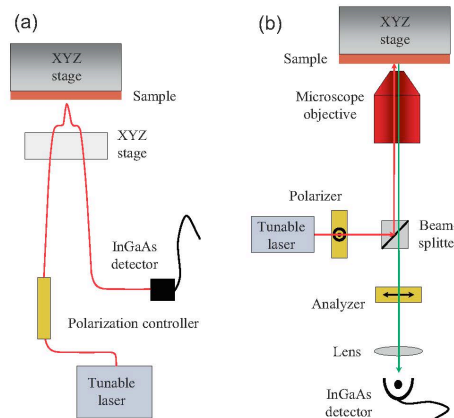 (a)
XYZ
stage
Sample
XYZ
stage
InGaAs
detector
Polarization controller
Tunable
laser
(b)
XYZ
stage
Sample
Microscope
objective
Polarizer
Tunable
laser
Beam
splitte
Analyzer
Lens
InGaAs
detector